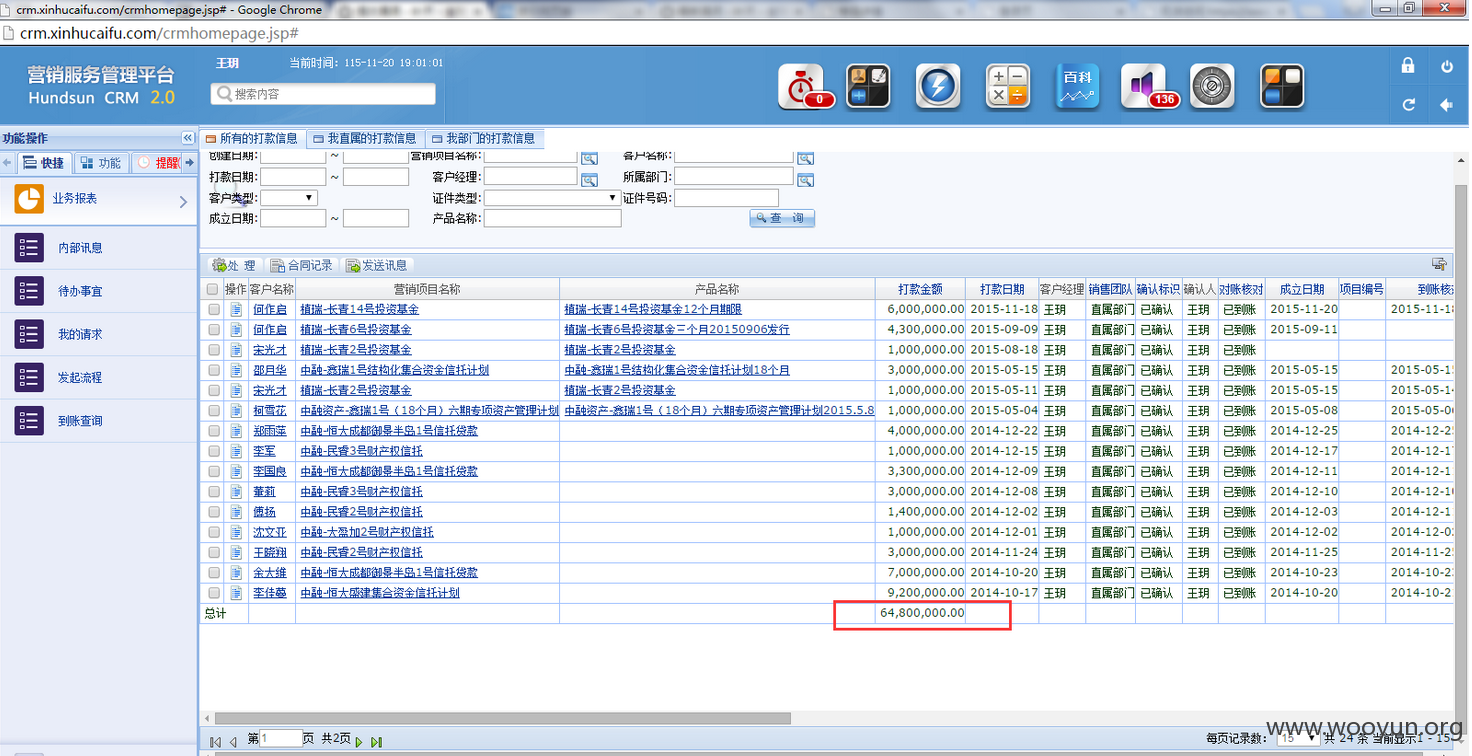 crm.xinhucaifu.com/crmhomepage.jsp# - Google Chrome
crm.xinhucaifu.com/crmhomepage.jsp#
营销服务管理平台
Hundsun CRM 2.0
王玥 当前时间: 115-11-20 19:01:01
搜索内容
0
百科
136
功能操作
快捷 功能 提醒
业务报表
内部讯息
待办事宜
我的请求
发起流程
到账查询
所有的打款信息 我直属的打款信息 我部门的打款信息
创建日期: ~ 营销项目名称: 客户名称:
打款日期: ~ 客户经理: 所属部门:
客户类型: 证件类型: 证件号码:
成立日期: ~ 产品名称: 查 询
处 理 合同记录 发送讯息
操作 客户名称 营销项目名称 产品名称 打款金额 打款日期 客户经理 销售团队 确认标识 确认人 对账核对 成立日期 项目编号 到账核
何作启 植瑞-长青14号投资基金 植瑞-长青14号投资基金12个月期限 6,000,000.00 2015-11-18 王玥 直属部门 已确认 王玥 已到账 2015-11-20 2015-11-18
何作启 植瑞-长青6号投资基金 植瑞-长青6号投资基金三个月20150906发行 4,300,000.00 2015-09-09 王玥 直属部门 已确认 王玥 已到账 2015-09-11
宋光才 植瑞-长青2号投资基金 植瑞-长青2号投资基金 1,000,000.00 2015-08-18 王玥 直属部门 已确认 王玥 已到账
邵月华 中融-鑫瑞1号结构化集合资金信托计划 中融-鑫瑞1号结构化集合资金信托计划18个月 3,000,000.00 2015-05-15 王玥 直属部门 已确认 王玥 已到账 2015-05-15 2015-05-1
宋光才 植瑞-长青2号投资基金 植瑞-长青2号投资基金 1,000,000.00 2015-05-11 王玥 直属部门 已确认 王玥 已到账 2015-05-15 2015-05-1
柯雪花 中融资产-鑫瑞1号（18个月）六期专项资产管理计划 中融资产-鑫瑞1号（18个月）六期专项资产管理计划2015.5.8 1,000,000.00 2015-05-04 王玥 直属部门 已确认 王玥 已到账 2015-05-08 2015-05-0
郑雨萍 中融-恒大成都御景半岛1号信托贷款 4,000,000.00 2014-12-22 王玥 直属部门 已确认 王玥 已到账 2014-12-25 2014-12-2
李军 中融-民睿3号财产权信托 1,000,000.00 2014-12-15 王玥 直属部门 已确认 王玥 已到账 2014-12-17 2014-12-1
李国良 中融-恒大成都御景半岛1号信托贷款 3,300,000.00 2014-12-09 王玥 直属部门 已确认 王玥 已到账 2014-12-11 2014-12-1
董莉 中融-民睿3号财产权信托 3,000,000.00 2014-12-08 王玥 直属部门 已确认 王玥 已到账 2014-12-10 2014-12-0
傅扬 中融-民睿2号财产权信托 1,400,000.00 2014-12-02 王玥 直属部门 已确认 王玥 已到账 2014-12-03 2014-12-1
沈文亚 中融-大盈加2号财产权信托 1,000,000.00 2014-12-01 王玥 直属部门 已确认 王玥 已到账 2014-12-02 2014-12-0
王晓翔 中融-民睿2号财产权信托 3,000,000.00 2014-11-24 王玥 直属部门 已确认 王玥 已到账 2014-11-25 2014-11-2
余大维 中融-恒大成都御景半岛1号信托贷款 7,000,000.00 2014-10-20 王玥 直属部门 已确认 王玥 已到账 2014-10-23 2014-10-2
李佳蔓 中融-恒大盛建集合资金信托计划 9,200,000.00 2014-10-17 王玥 直属部门 已确认 王玥 已到账 2014-10-20 2014-10-2
总计 64,800,000.00
第 1 页 共2页 每页记录数: 15 共 24 条 当前显示1 - 15
www.wooyun.org